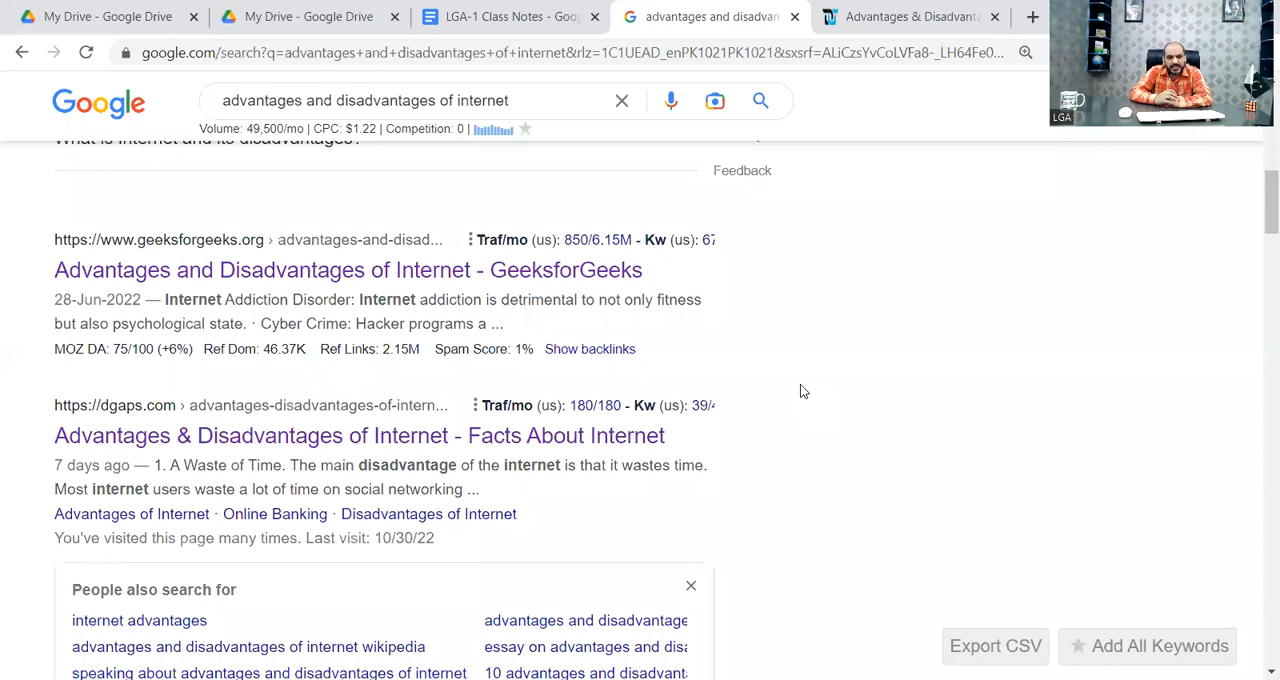 My Drive - Google Drive
My Drive - Google Drive
LGA-1 Class Notes - Goog
advantages and disadvan
Advantages & Disadvanta
google.com/search?q=advantages+and+disadvantages+of+internet&rlz=1C1UEAD_enPK1021PK1021&sxsrf=ALiCzsYvCoLVFa8-_LH64Fe0...
Google
advantages and disadvantages of internet
LGA
Volume: 49,500/mo | CPC: $1.22 | Competition: 0 |
What is internet and its disadvantages?
Feedback
https://www.geeksforgeeks.org › advantages-and-disad...
Traf/mo (us): 850/6.15M - Kw (us): 67
Advantages and Disadvantages of Internet - GeeksforGeeks
28-Jun-2022 — Internet Addiction Disorder: Internet addiction is detrimental to not only fitness
but also psychological state. · Cyber Crime: Hacker programs a ...
MOZ DA: 75/100 (+6%) Ref Dom: 46.37K Ref Links: 2.15M Spam Score: 1% Show backlinks
https://dgaps.com › advantages-disadvantages-of-intern...
Traf/mo (us): 180/180 - Kw (us): 39/
Advantages & Disadvantages of Internet - Facts About Internet
7 days ago — 1. A Waste of Time. The main disadvantage of the internet is that it wastes time.
Most internet users waste a lot of time on social networking ...
Advantages of Internet · Online Banking · Disadvantages of Internet
You've visited this page many times. Last visit: 10/30/22
People also search for
internet advantages
advantages and disadvantage
advantages and disadvantages of internet wikipedia
essay on advantages and disa
speaking about advantages and disadvantages of internet
10 advantages and disadvant
Export CSV
Add All Keywords